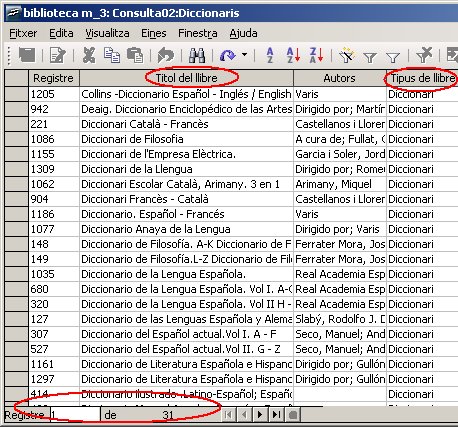 biblioteca m_3: Consulta02:Diccionaris
Fitxer Edita Visualitza Eines Finestra Ajuda
Registre Titol del llibre Autors Tipus de llibre
1205 Collins -Diccionario Español - Inglés / English Varis Diccionari
942 Deaig. Diccionario Enciclopédico de las Artes Dirigido por; Martín Diccionari
221 Diccionari Català - Francès Castellanos i Lloren Diccionari
1086 Diccionari de Filosofia A cura de; Fullat, O Diccionari
1155 Diccionari de l'Empresa Elèctrica. Garcia i Soler, Jord Diccionari
1309 Diccionari de la Llengua Dirigido por; Rome Diccionari
1062 Diccionari Escolar Català, Arimany. 3 en 1 Arimany, Miquel Diccionari
904 Diccionari Francès - Català Castellanos i Lloren Diccionari
1186 Diccionario. Español - Francés Varis Diccionari
1077 Diccionario Anaya de la Lengua Dirigido por; Diccionari
148 Diccionario de Filosofía. A-K Diccionario de F Ferrater Mora, Jos Diccionari
149 Diccionario de Filosofía.L-Z Diccionario de Fil Ferrater Mora, Jos Diccionari
1035 Diccionario de la Lengua Española. Real Academia Esp Diccionari
680 Diccionario de la Lengua Española. Vol I. A-G Real Academia Esp Diccionari
320 Diccionario de la Lengua Española. Vol II H - Real Academia Esp Diccionari
127 Diccionario de las Lenguas Española y Alema Slabý, Rodolfo J. D Diccionari
307 Diccionario del Español actual.Vol I. A - F Seco, Manuel; And Diccionari
527 Diccionario del Español actual.Vol II. G - Z Seco, Manuel; And Diccionari
1161 Diccionario de Literatura Española e Hispano Dirigido por; Gullón Diccionari
1297 Diccionario de Literatura Española e Hispano Dirigido por; Gullón Diccionari
414 Diccionario Ilustrado .Latino-Español; Español Diccionari
Registre 1 de 31